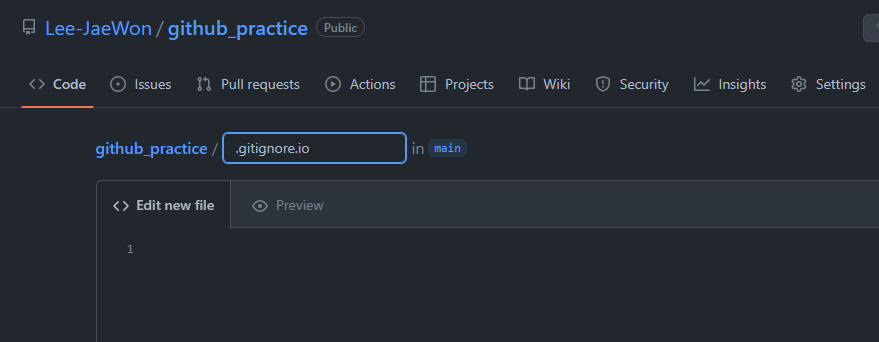 Lee-JaeWon / github_practice Public
Code Issues Pull requests Actions Projects Wiki Security Insights Settings
github_practice / .gitignore.io in main
Edit new file Preview
1